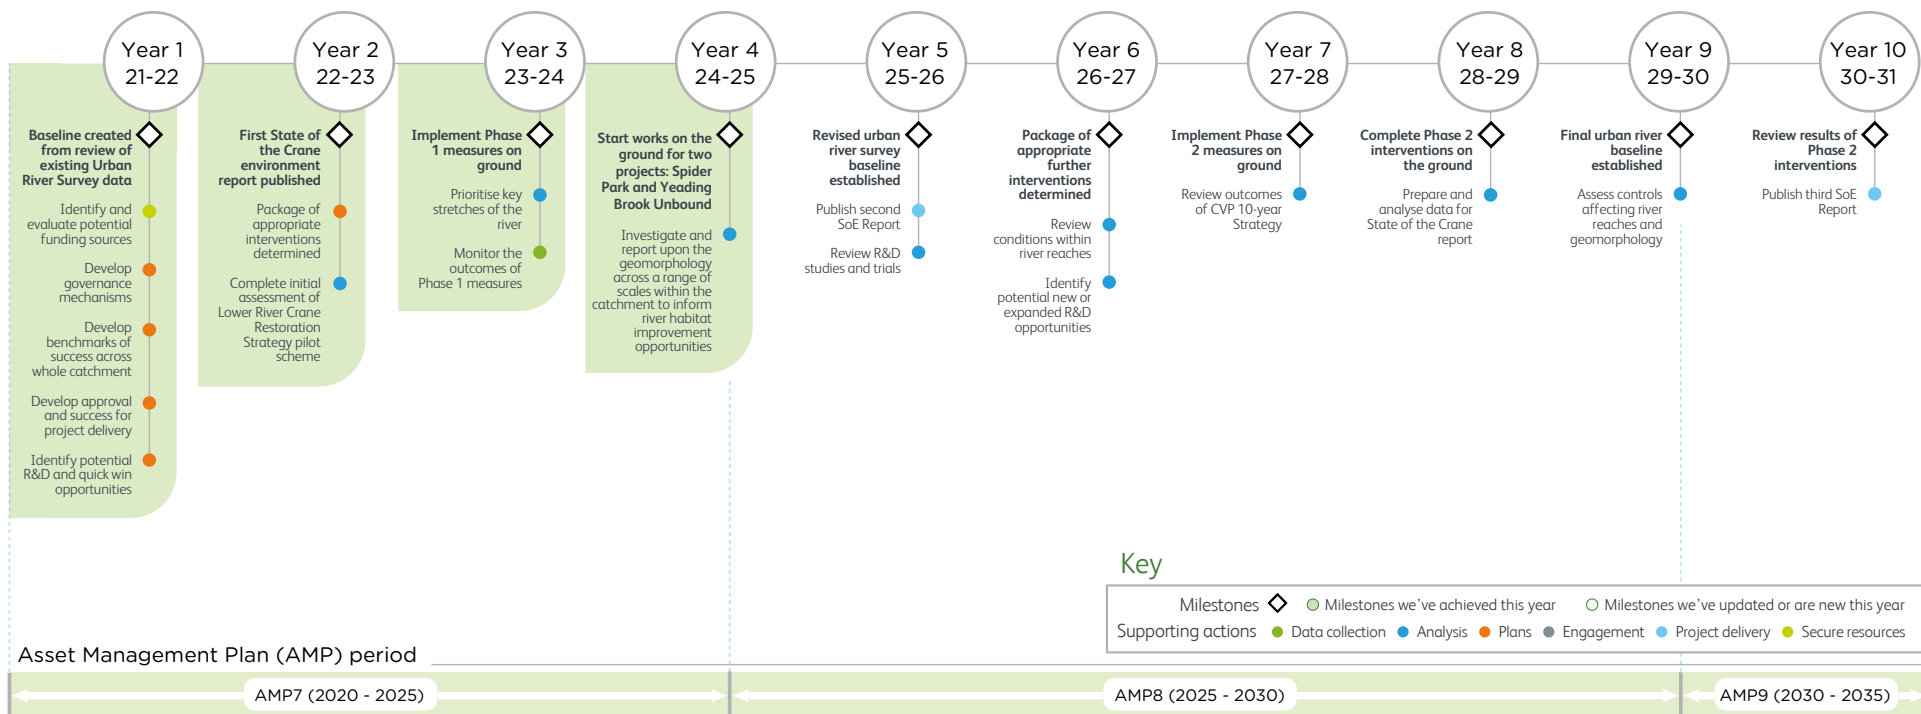 Year 1
21-22
Year 2
22-23
Year 3
23-24
Year 4
24-25
Year 5
25-26
Year 6
26-27
Year 7
27-28
Year 8
28-29
Year 9
29-30
Year 10
30-31
Baseline created
from review of
existing Urban
River Survey data
Identify and
evaluate potential
funding sources
Develop
governance
mechanisms
Develop
benchmarks of
success across
whole catchment
Develop approval
and success for
project delivery
Identify potential
R&D and quick win
opportunities
First State of
the Crane
environment
report published
Package of
appropriate
interventions
determined
Complete initial
assessment of
Lower River Crane
Restoration
Strategy pilot
scheme
Implement Phase
1 measures on
ground
Prioritise key
stretches of the
river
Monitor the
outcomes of
Phase 1 measures
Start works on the
ground for two
projects: Spider
Park and Yeading
Brook Unbound
Investigate and
report upon the
geomorphology
across a range of
scales within the
catchment to inform
river habitat
improvement
opportunities
Revised urban
river survey
baseline
established
Publish second
SoE Report
Review R&D
studies and trials
Package of
appropriate
further
interventions
determined
Review
conditions within
river reaches
Identify
potential new or
expanded R&D
opportunities
Implement Phase
2 measures on
ground
Review outcomes
of CVP 10-year
Strategy
Complete Phase 2
interventions on
the ground
Prepare and
analyse data for
State of the Crane
report
Final urban river
baseline
established
Assess controls
affecting river
reaches and
geomorphology
Review results of
Phase 2
interventions
Publish third SoE
Report
Key
Milestones Milestones we've achieved this year Milestones we've updated or are new this year
Supporting actions Data collection Analysis Plans Engagement Project delivery Secure resources
Asset Management Plan (AMP) period
AMP7 (2020 - 2025)
AMP8 (2025 - 2030)
AMP9 (2030 - 2035)